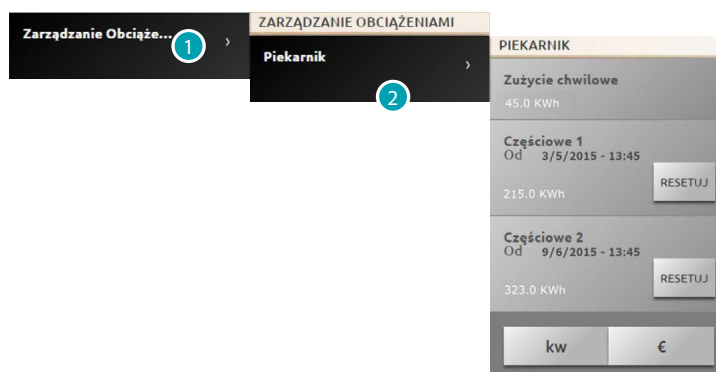 Zarządzanie Obciąże... ›
1
ZARZĄDZANIE OBCIĄŻENIAMI
Piekarnik ›
2
PIEKARNIK
Zużycie chwilowe
45.0 KWh
Częściowe 1
Od 3/5/2015 - 13:45
215.0 KWh
RESETUJ
Częściowe 2
Od 9/6/2015 - 13:45
323.0 KWh
RESETUJ
kw €